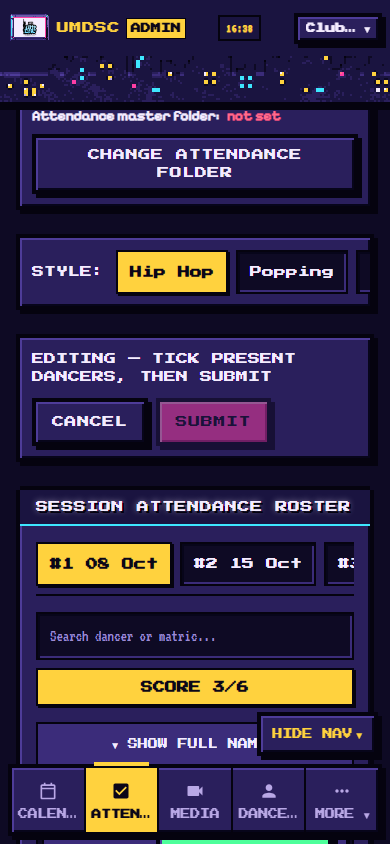 UMDSC ADMIN 16:38 Club… ▼
Attendance master folder: not set
CHANGE ATTENDANCE
FOLDER
STYLE: Hip Hop Popping
EDITING — TICK PRESENT
DANCERS, THEN SUBMIT
CANCEL SUBMIT
SESSION ATTENDANCE ROSTER
#1 08 Oct #2 15 Oct #3
Search dancer or matric...
SCORE 3/6
▼ SHOW FULL NAM
HIDE NAV ▼
CALEN… ATTEN… MEDIA DANCE… MORE ▼